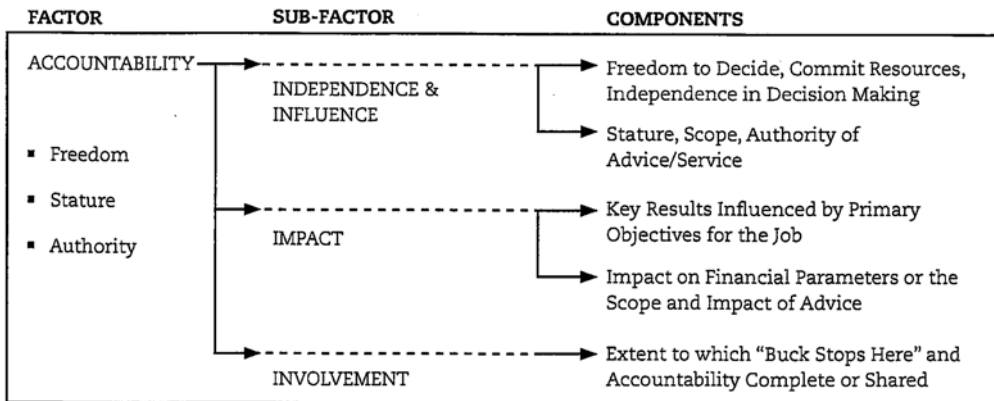 FACTOR SUB-FACTOR COMPONENTS
ACCOUNTABILITY
▪ Freedom
▪ Stature
▪ Authority
INDEPENDENCE &
INFLUENCE
Freedom to Decide, Commit Resources,
Independence in Decision Making
Stature, Scope, Authority of
Advice/Service
IMPACT
Key Results Influenced by Primary
Objectives for the Job
Impact on Financial Parameters or the
Scope and Impact of Advice
INVOLVEMENT
Extent to which “Buck Stops Here” and
Accountability Complete or Shared